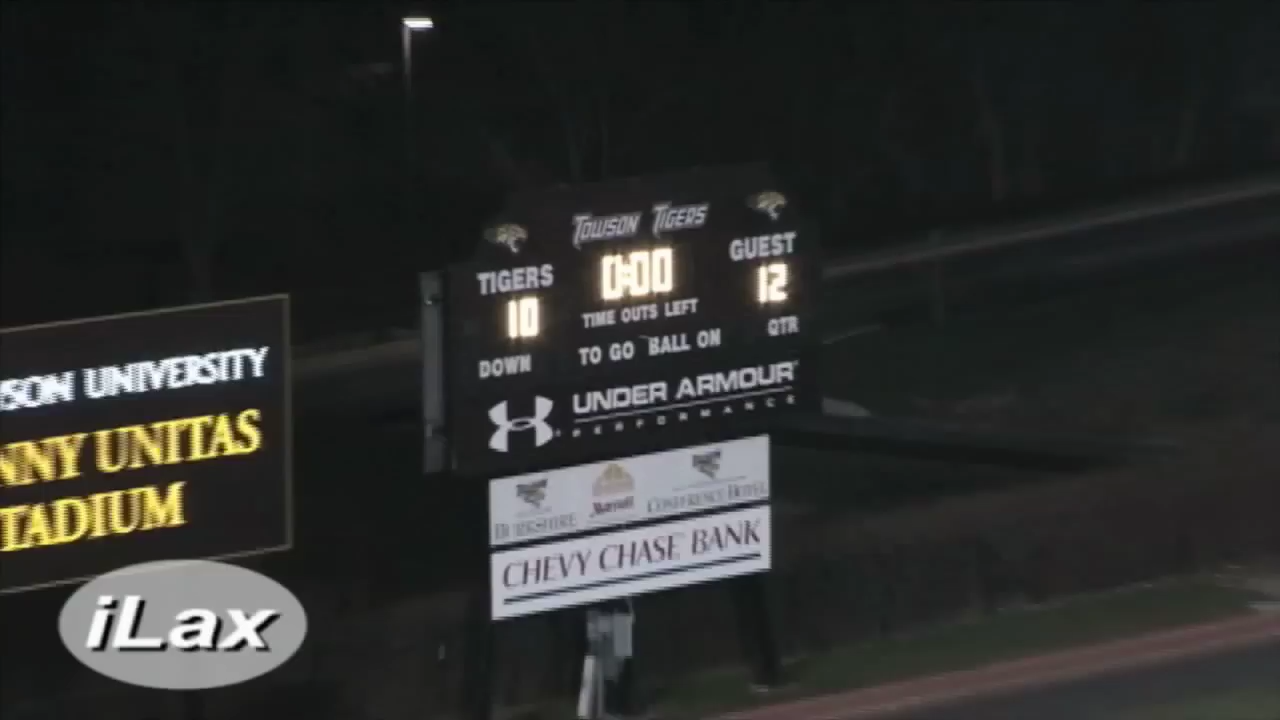 TOWSON TIGERS
TIGERS 0:00 GUEST
10 TIME OUTS LEFT 12
DOWN TO GO BALL ON QTR
UNDER ARMOUR
PERFORMANCE
SON UNIVERSITY
NNY UNITAS
TADIUM
BURKSHIRE Marriott CONFERENCE HOTEL
CHEVY CHASE BANK
iLax